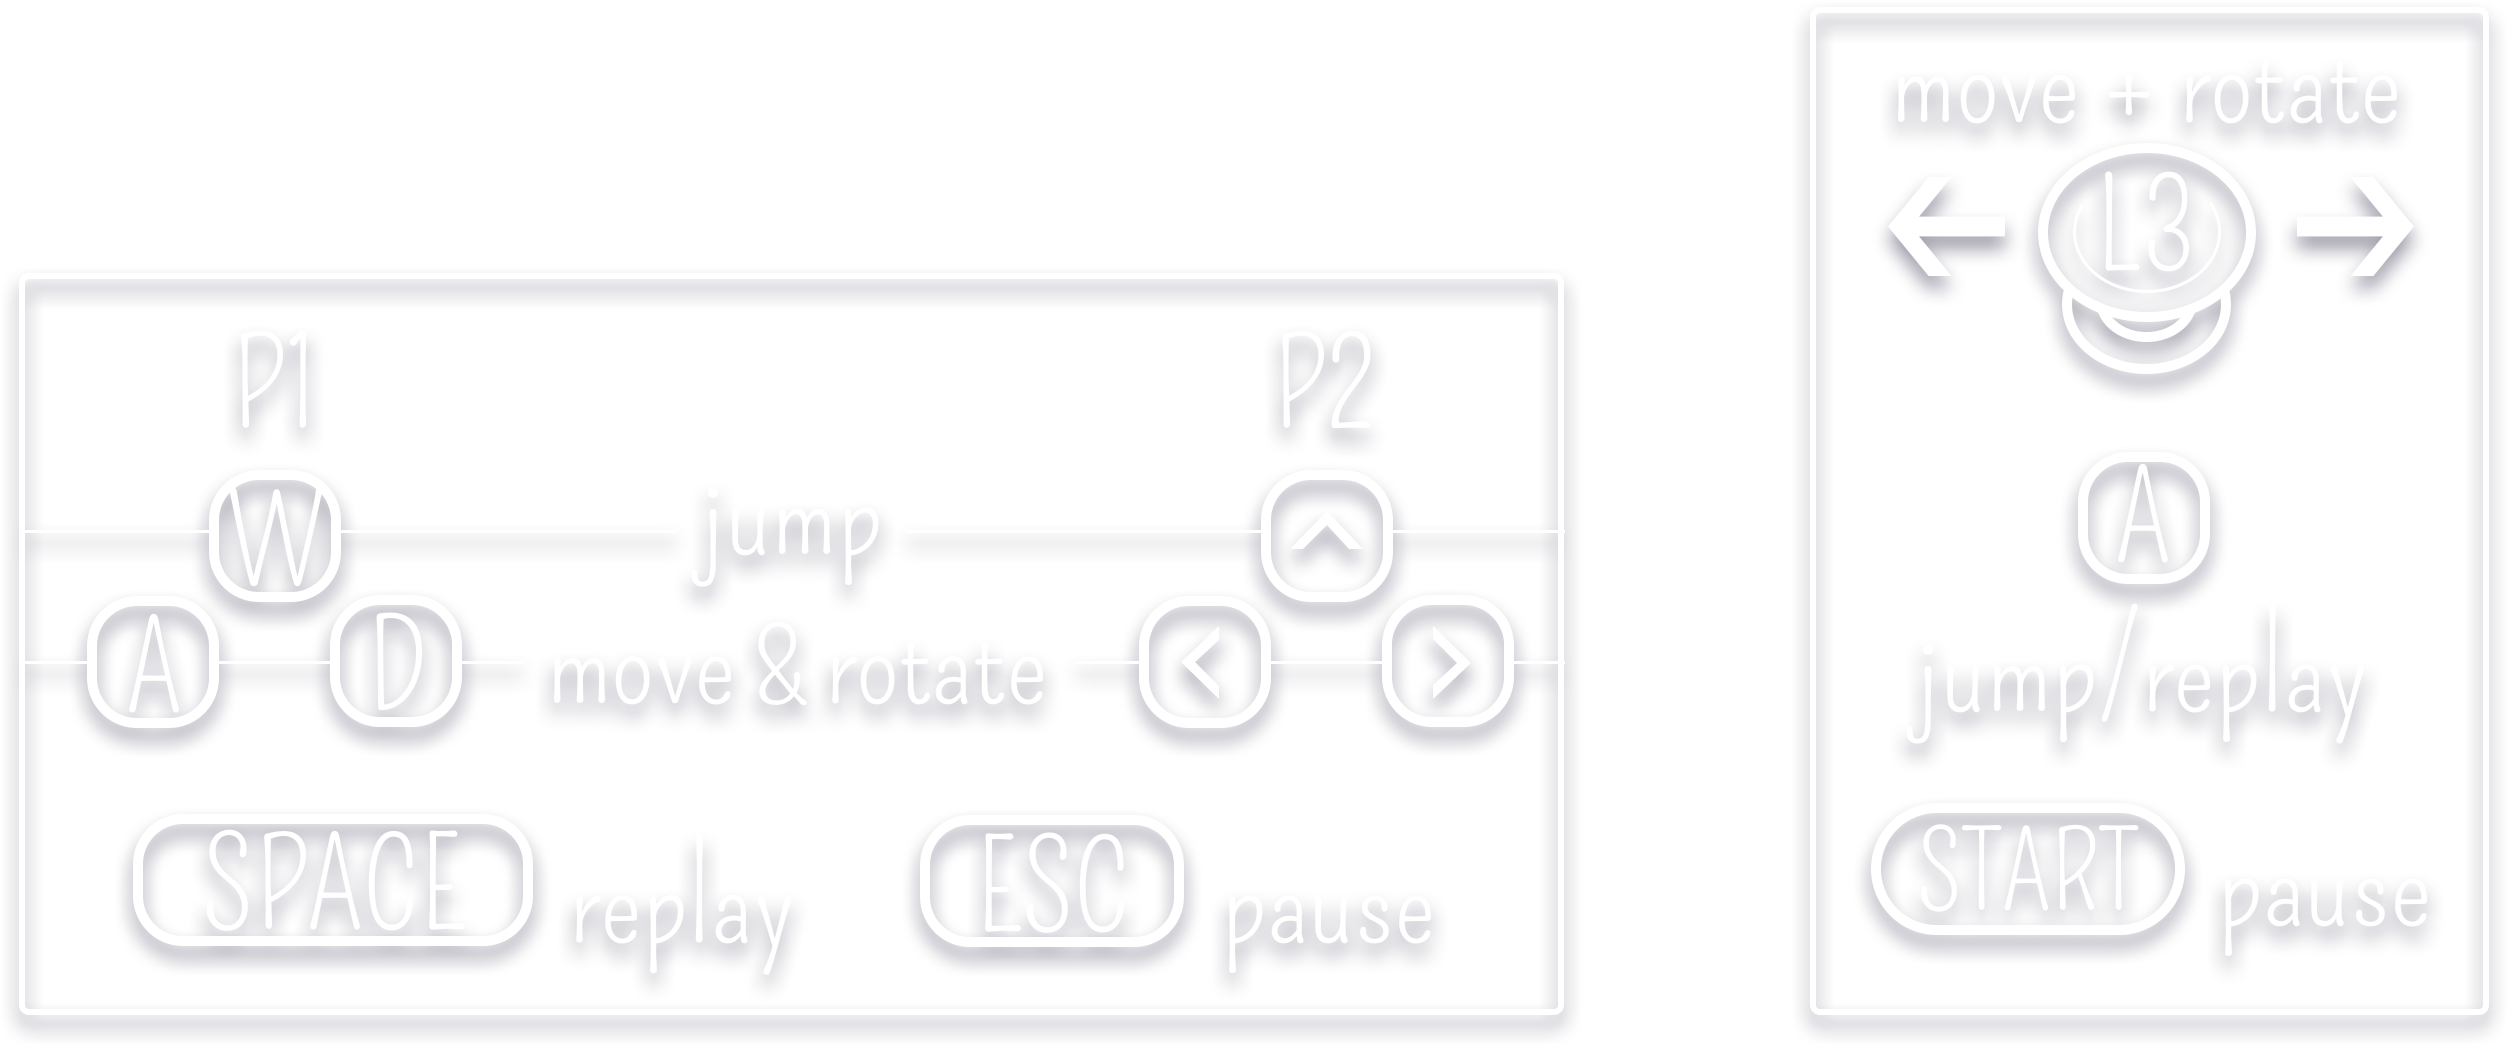 P1 P2
W jump ^
A D move & rotate < >
SPACE replay ESC pause
move + rotate
L3
A
jump/replay
START pause